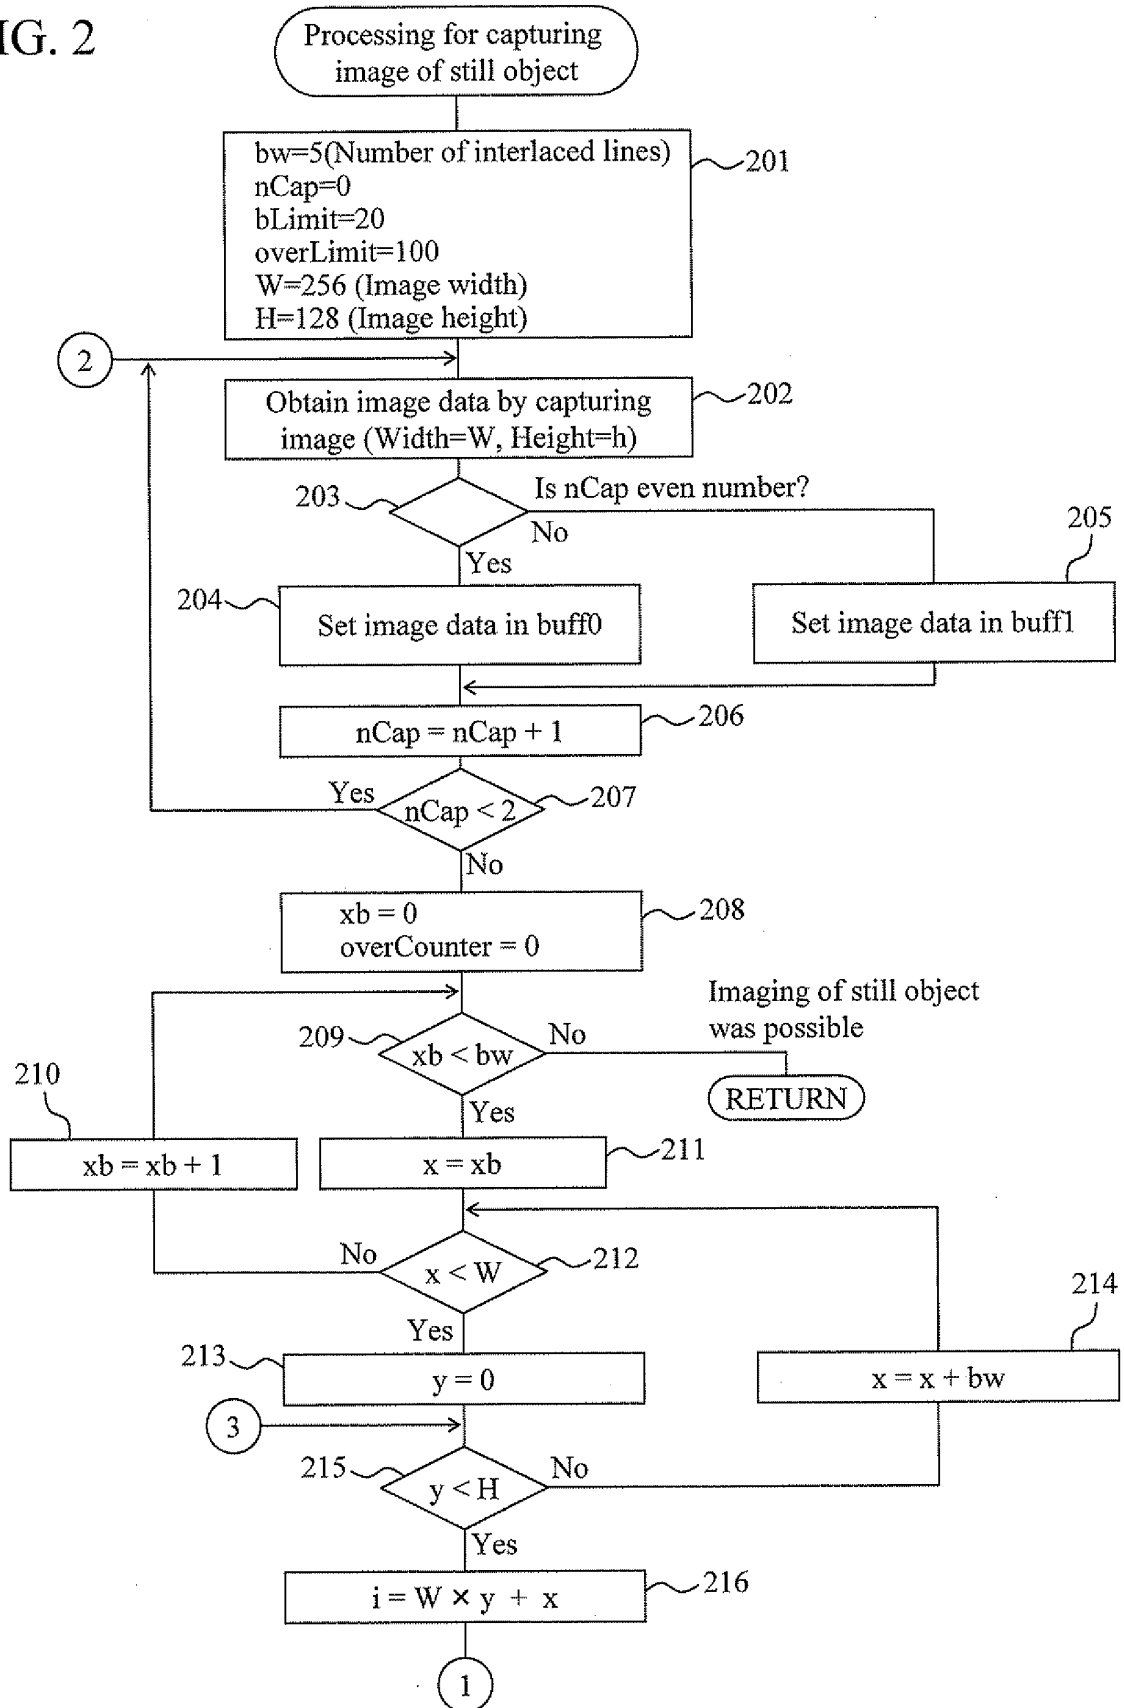 IG. 2
Processing for capturing
image of still object
bw=5(Number of interlaced lines)
nCap=0
bLimit=20
overLimit=100
W=256 (Image width)
H=128 (Image height)
201
2
Obtain image data by capturing
image (Width=W, Height=h)
202
203
Is nCap even number?
No
Yes
205
204
Set image data in buff0
Set image data in buff1
nCap = nCap + 1
206
Yes
nCap < 2
207
No
xb = 0
overCounter = 0
208
Imaging of still object
was possible
209
xb < bw
No
RETURN
Yes
210
xb = xb + 1
x = xb
211
No
x < W
212
Yes
214
213
y = 0
x = x + bw
3
215
y < H
No
Yes
i = W × y + x
216
1